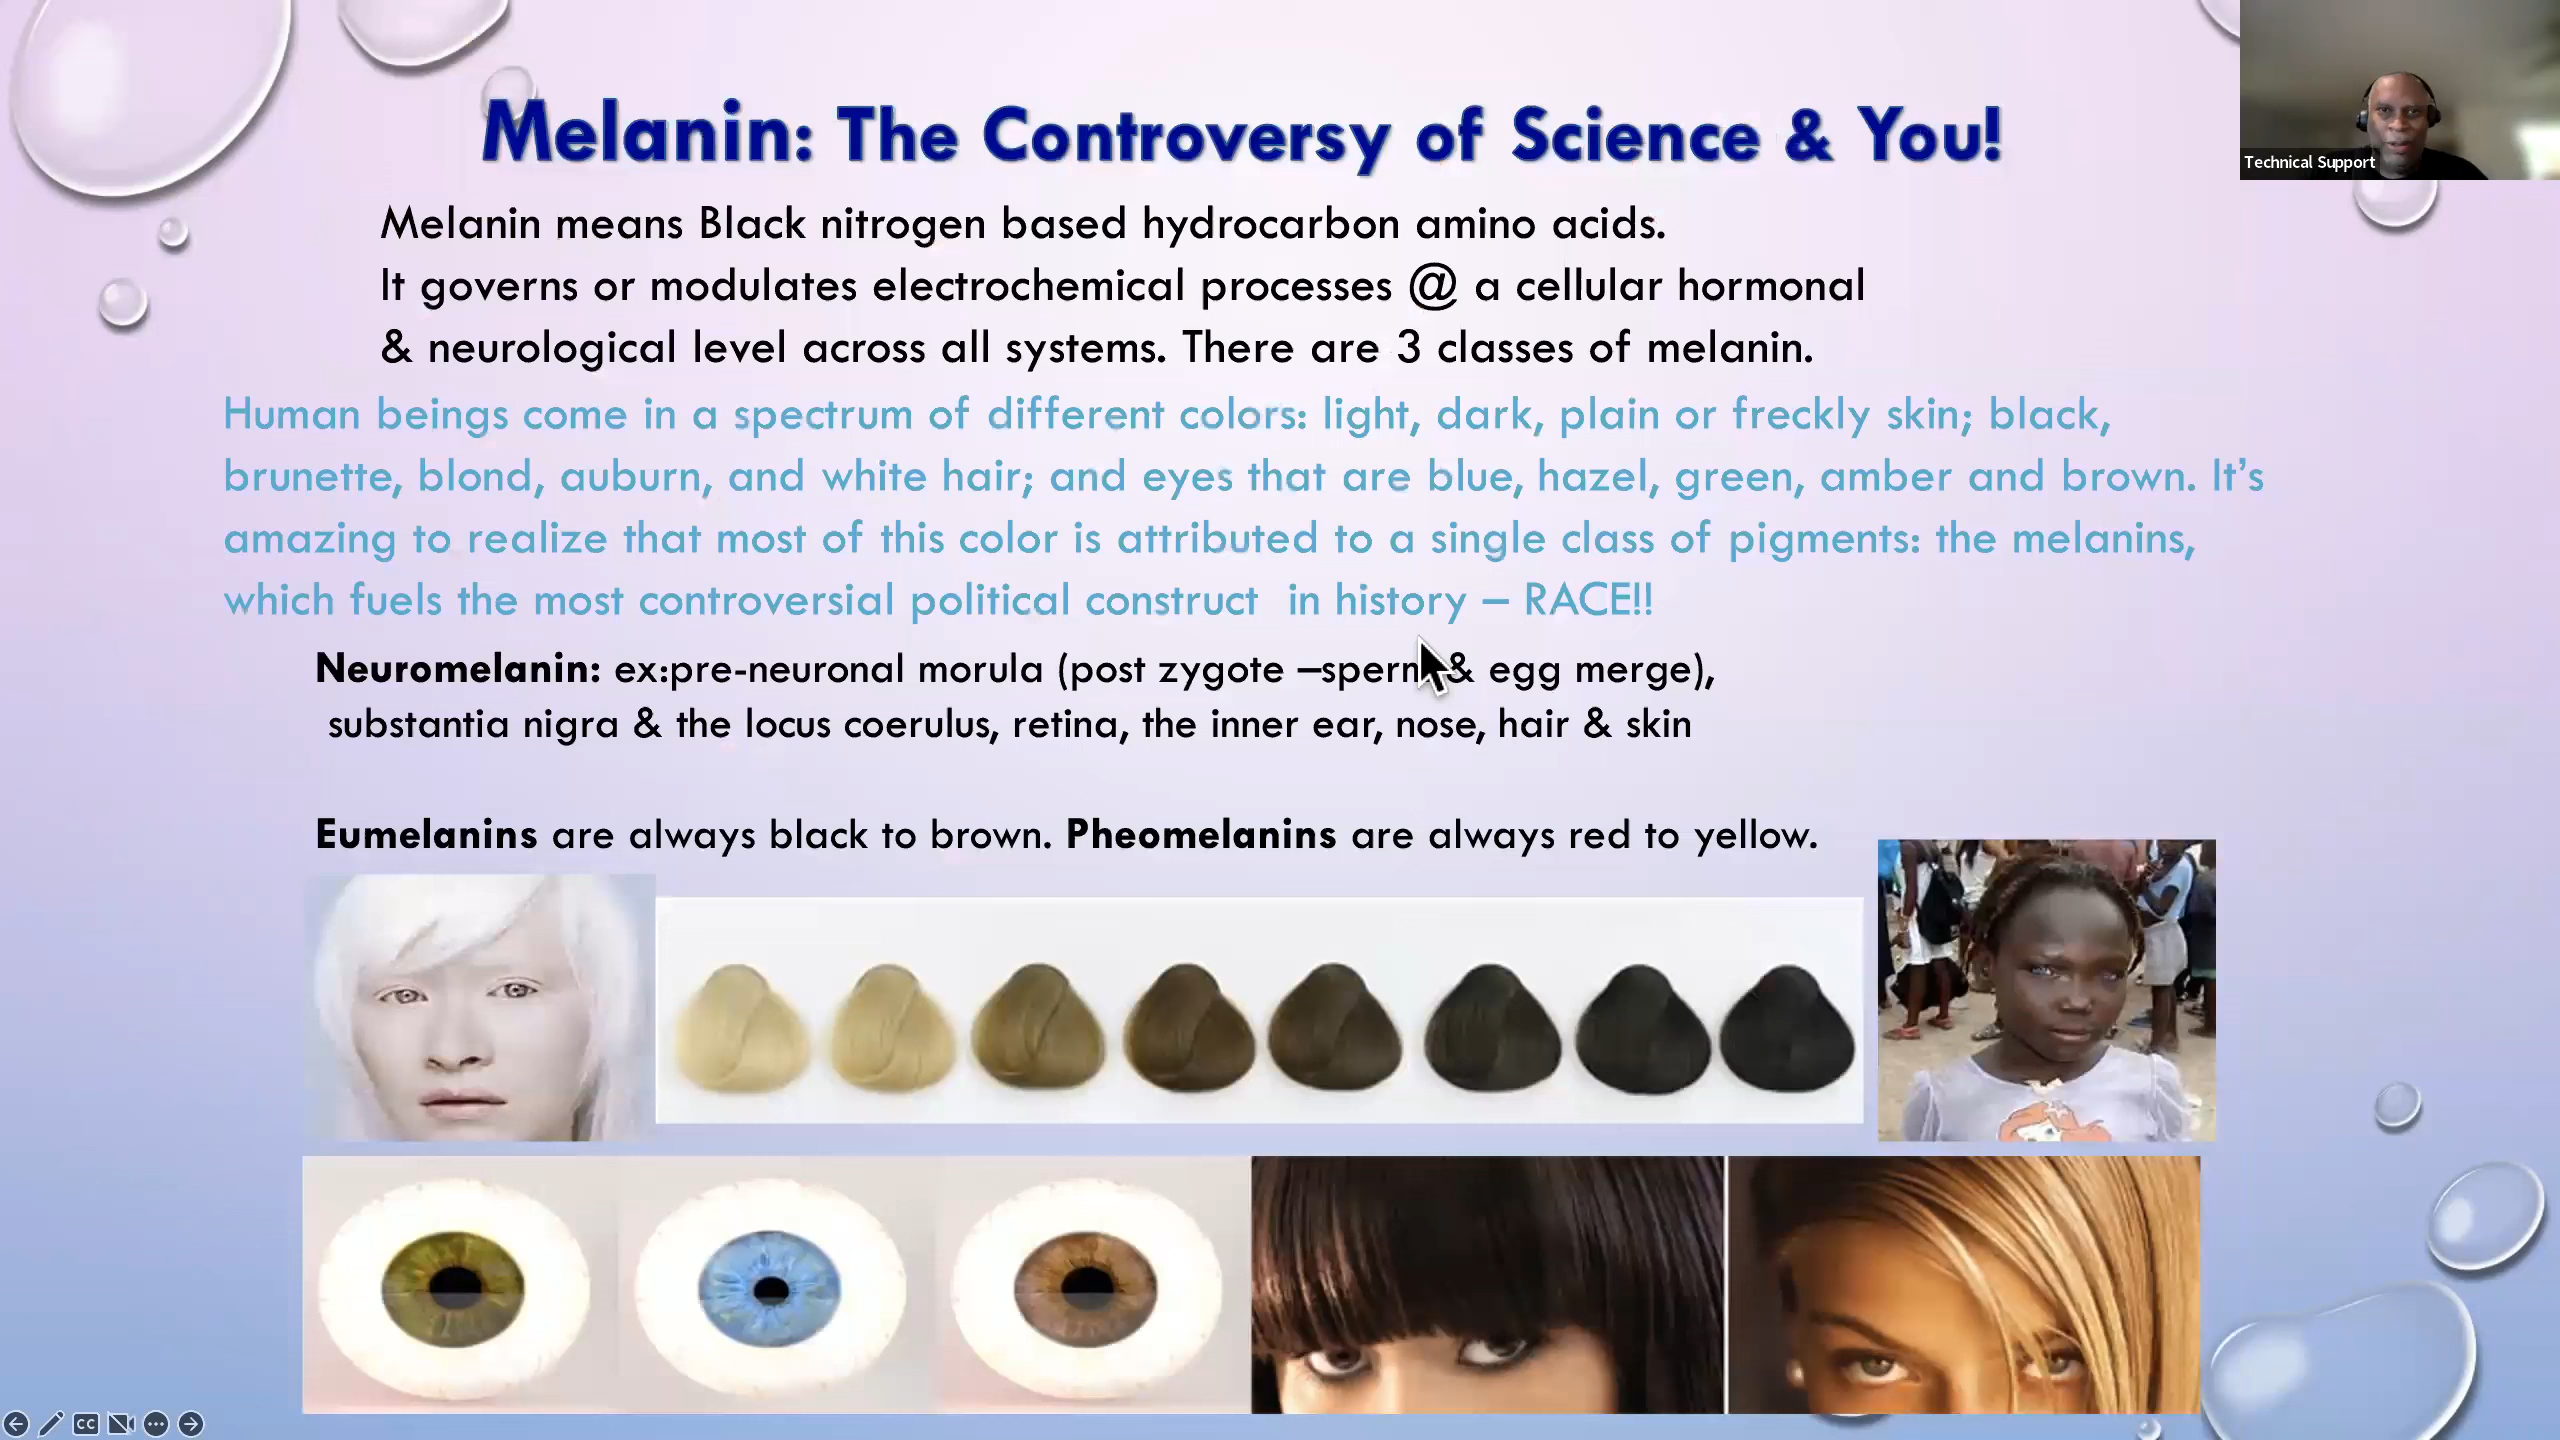 Melanin: The Controversy of Science & You!
Technical Support
Melanin means Black nitrogen based hydrocarbon amino acids.
It governs or modulates electrochemical processes @ a cellular hormonal
& neurological level across all systems. There are 3 classes of melanin.
Human beings come in a spectrum of different colors: light, dark, plain or freckly skin; black,
brunette, blond, auburn, and white hair; and eyes that are blue, hazel, green, amber and brown. It’s
amazing to realize that most of this color is attributed to a single class of pigments: the melanins,
which fuels the most controversial political construct in history – RACE!!
Neuromelanin: ex:pre-neuronal morula (post zygote –sperm & egg merge),
substantia nigra & the locus coerulus, retina, the inner ear, nose, hair & skin
Eumelanins are always black to brown. Pheomelanins are always red to yellow.
CC